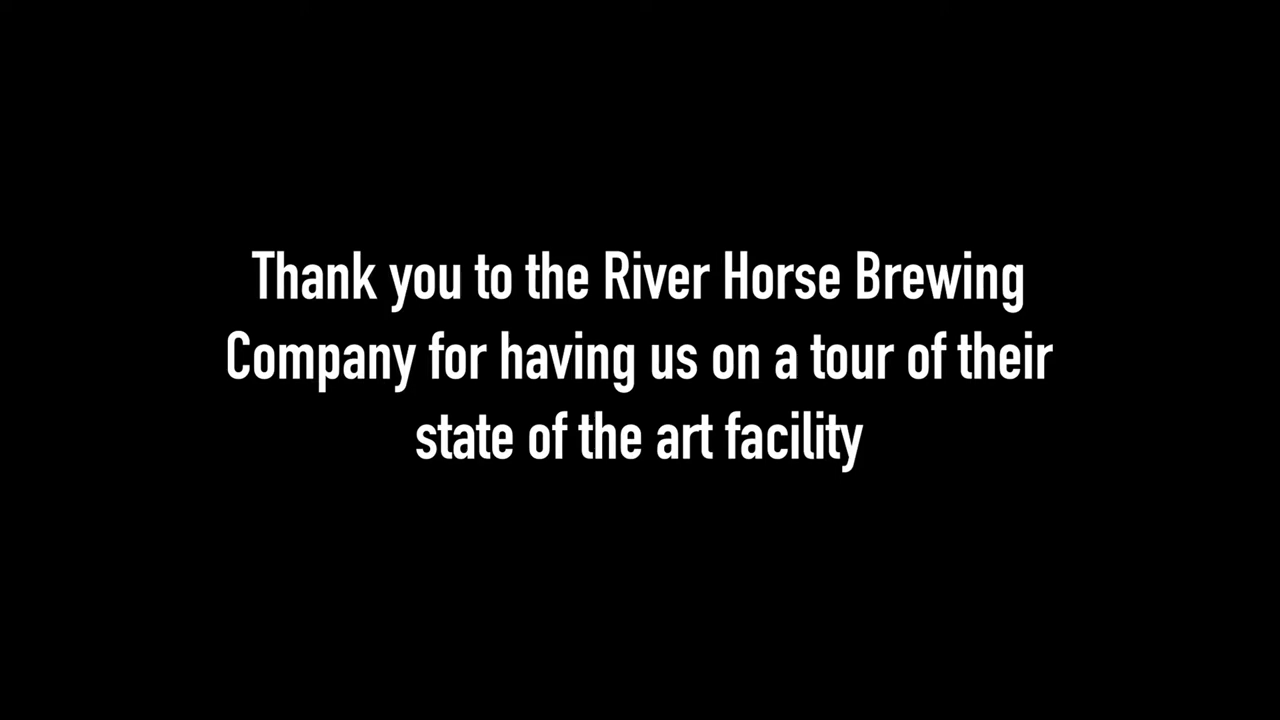 Thank you to the River Horse Brewing
Company for having us on a tour of their
state of the art facility